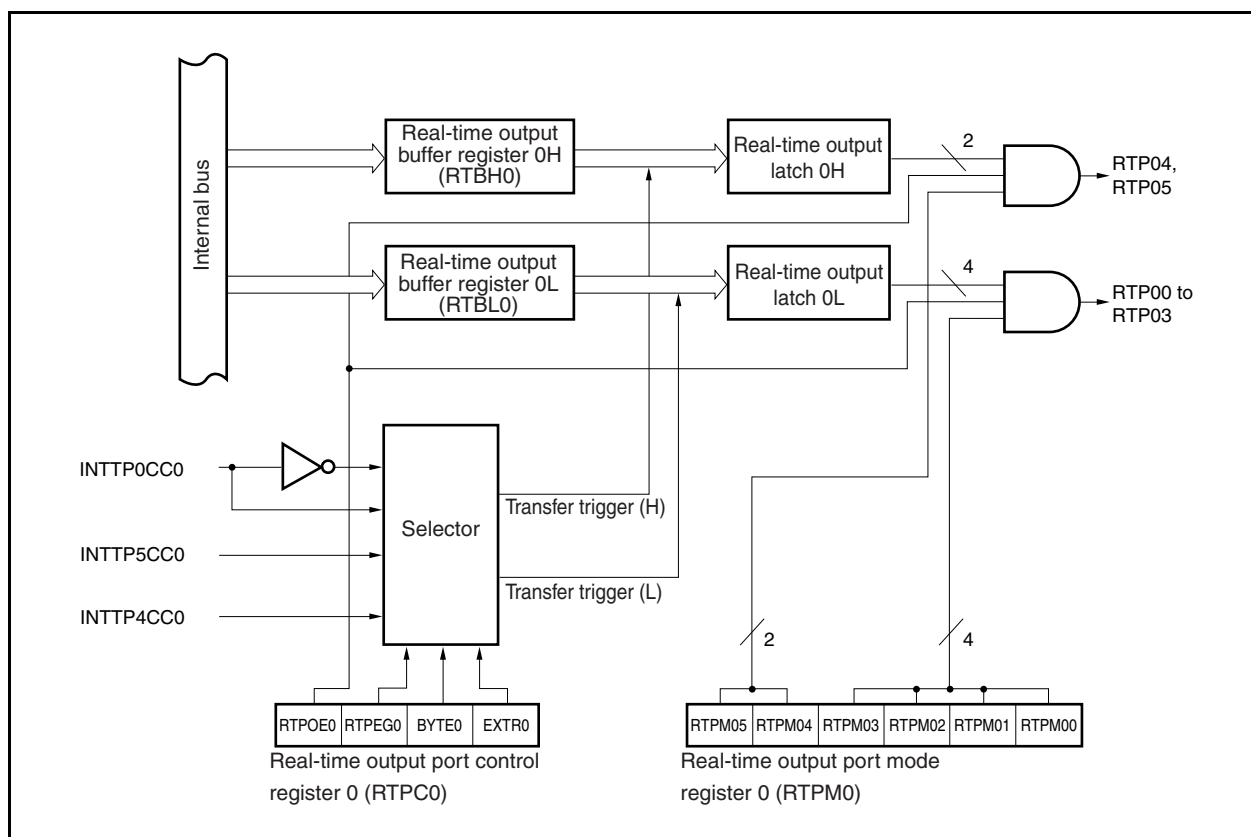 Internal bus
Real-time output
buffer register 0H
(RTBH0)
Real-time output
latch 0H
2
RTP04,
RTP05
Real-time output
buffer register 0L
(RTBL0)
Real-time output
latch 0L
4
RTP00 to
RTP03
INTTP0CC0
INTTP5CC0
INTTP4CC0
Selector
Transfer trigger (H)
Transfer trigger (L)
2
4
RTPOE0 RTPEG0 BYTE0 EXTR0
Real-time output port control
register 0 (RTPC0)
RTPM05 RTPM04 RTPM03 RTPM02 RTPM01 RTPM00
Real-time output port mode
register 0 (RTPM0)